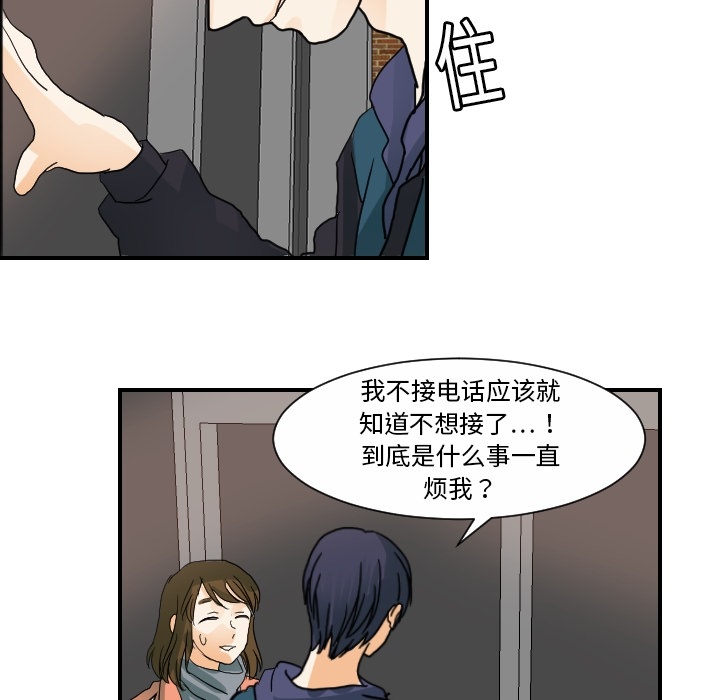 住
我不接电话应该就
知道不想接了...！
到底是什么事一直
烦我？